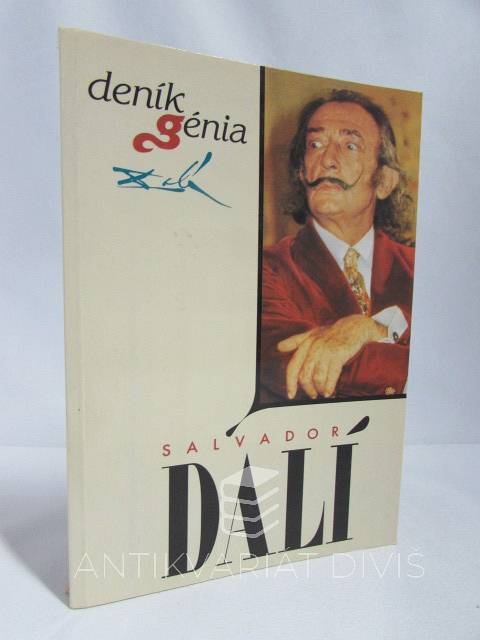 deník
génia
SALVADOR
DALÍ
ANTIKVARIÁT DIVIŠ